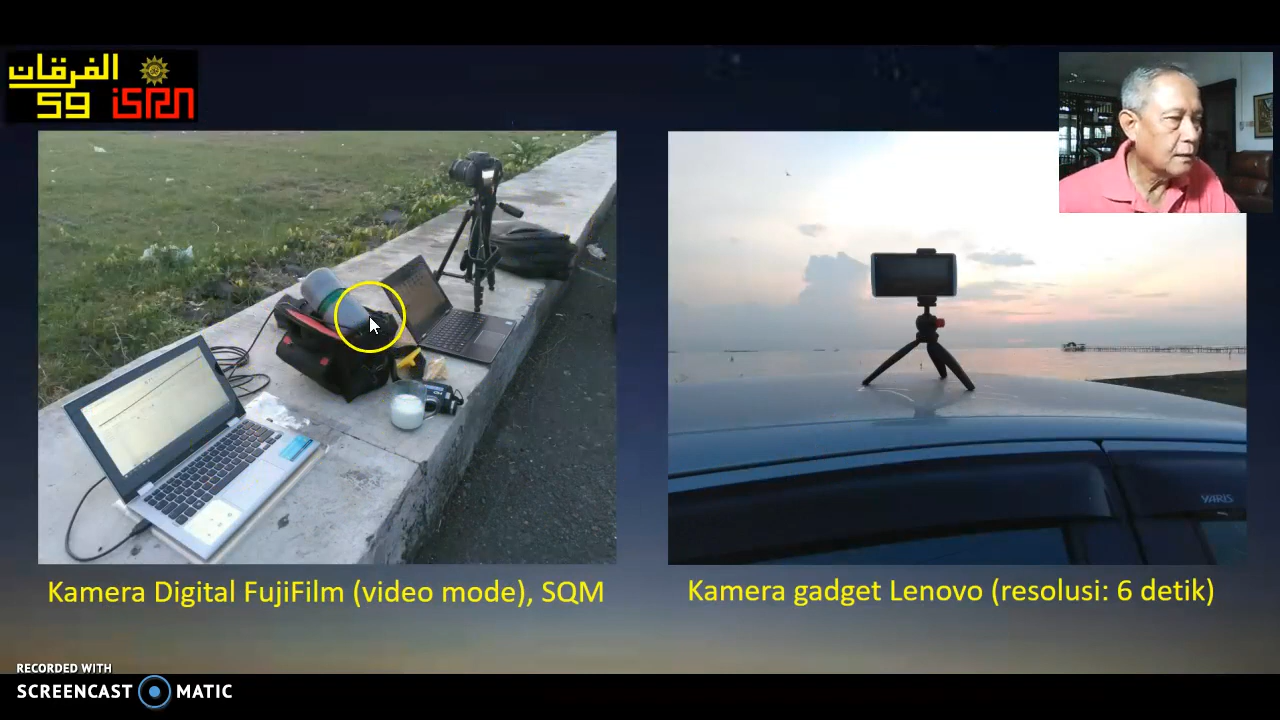 الفرقان
59 iSRN
YARIS
Kamera Digital FujiFilm (video mode), SQM
Kamera gadget Lenovo (resolusi: 6 detik)
RECORDED WITH
SCREENCAST MATIC